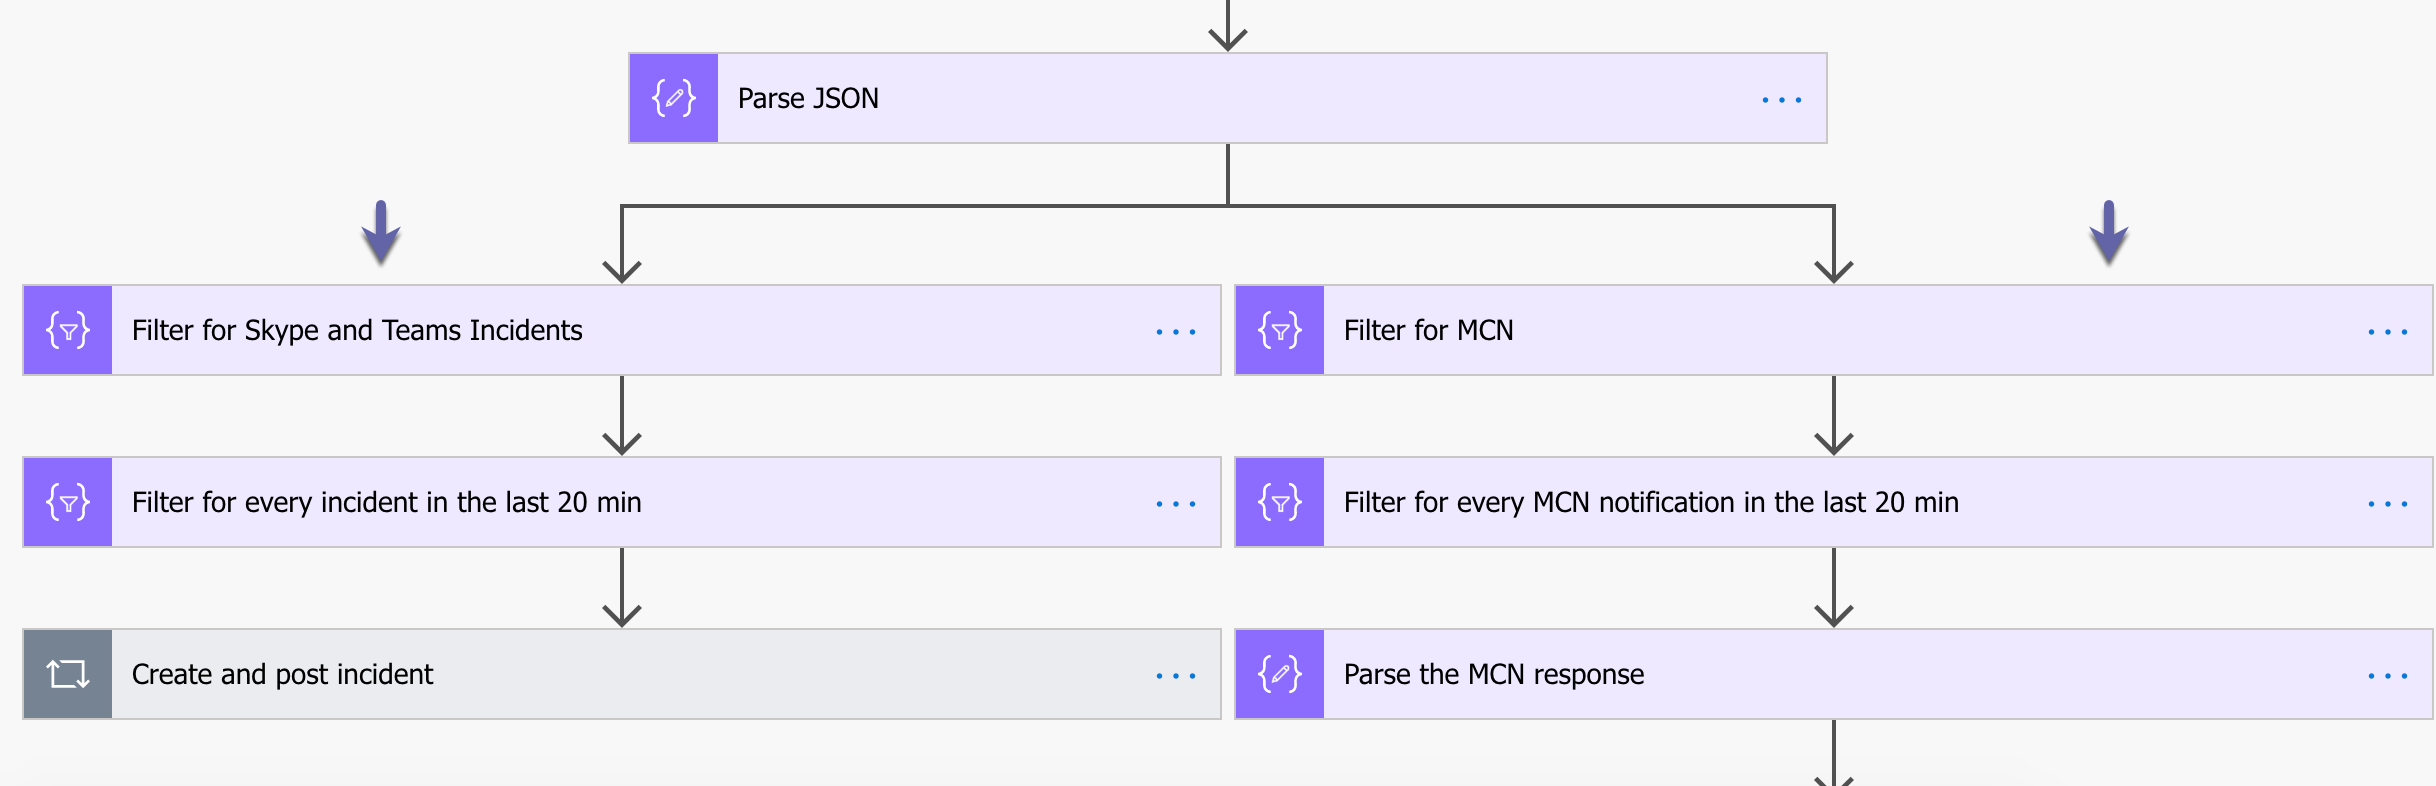 Parse JSON
Filter for Skype and Teams Incidents
Filter for MCN
Filter for every incident in the last 20 min
Filter for every MCN notification in the last 20 min
Create and post incident
Parse the MCN response